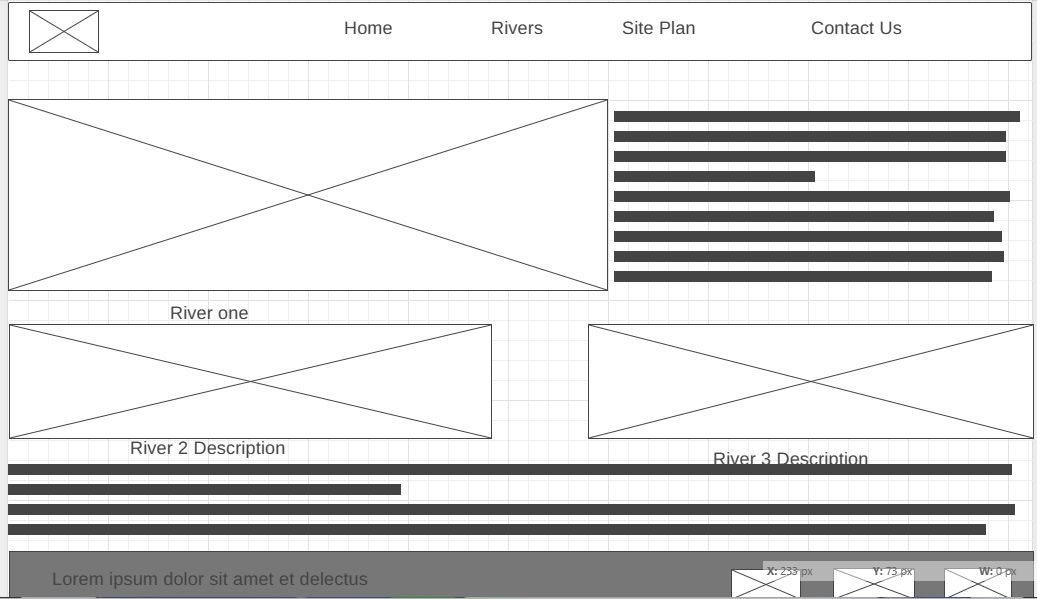 Home Rivers Site Plan Contact Us
River one
River 2 Description
River 3 Description
Lorem ipsum dolor sit amet et delectus
X: 233 px Y: 73 px W: 0 px